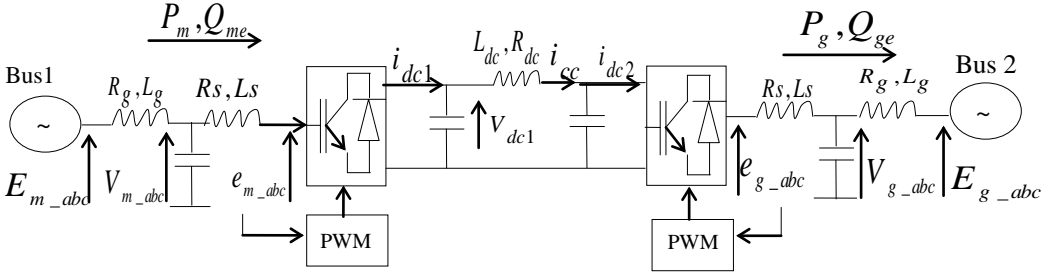 P_m, Q_me
P_g, Q_ge
Bus1
R_g, L_g
Rs, Ls
i_dc1
L_dc, R_dc
i_cc
i_dc2
Rs, Ls
R_g, L_g
Bus 2
~
~
V_dc1
E_m_abc
V_m_abc
e_m_abc
e_g_abc
V_g_abc
E_g_abc
PWM
PWM